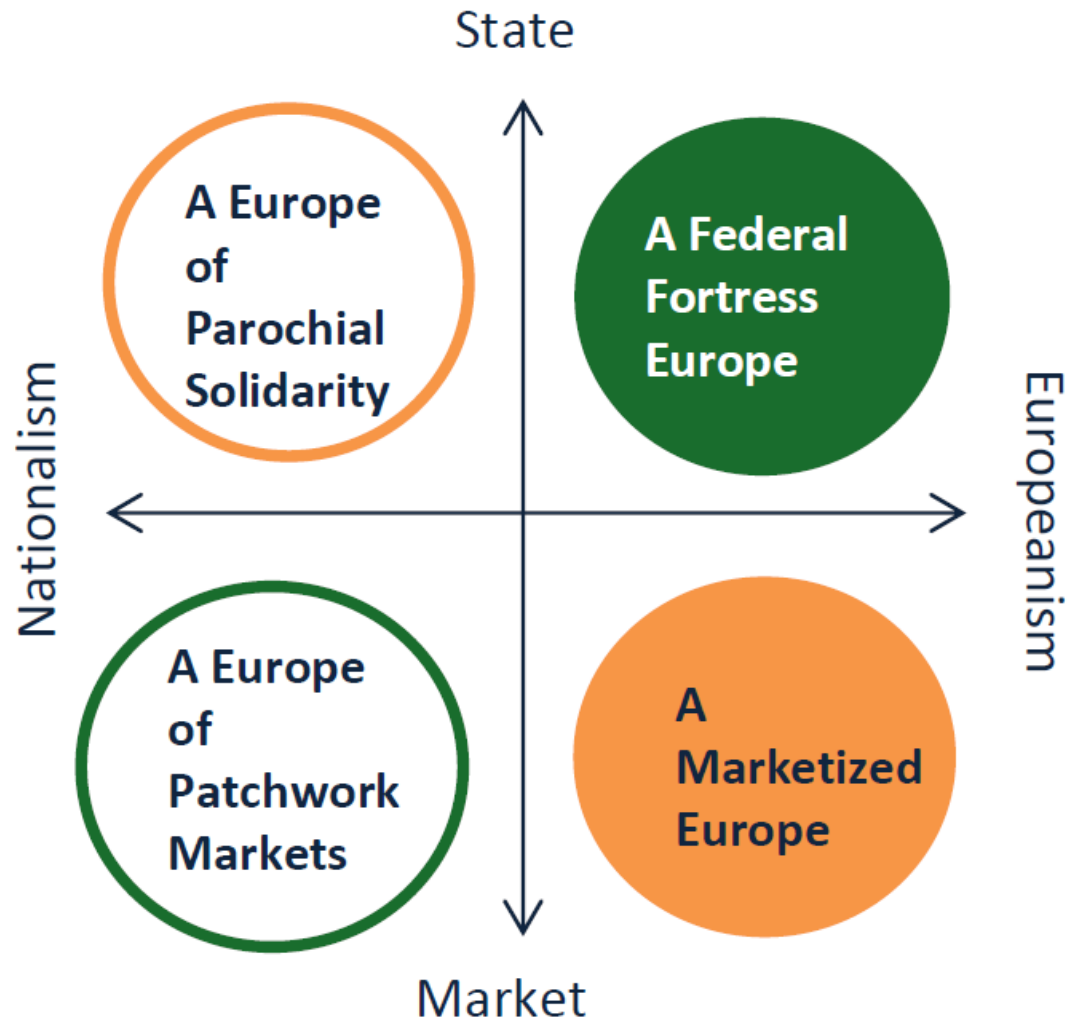 State
A Europe
of
Parochial
Solidarity
A Federal
Fortress
Europe
Nationalism
Europeanism
A Europe
of
Patchwork
Markets
A
Marketized
Europe
Market